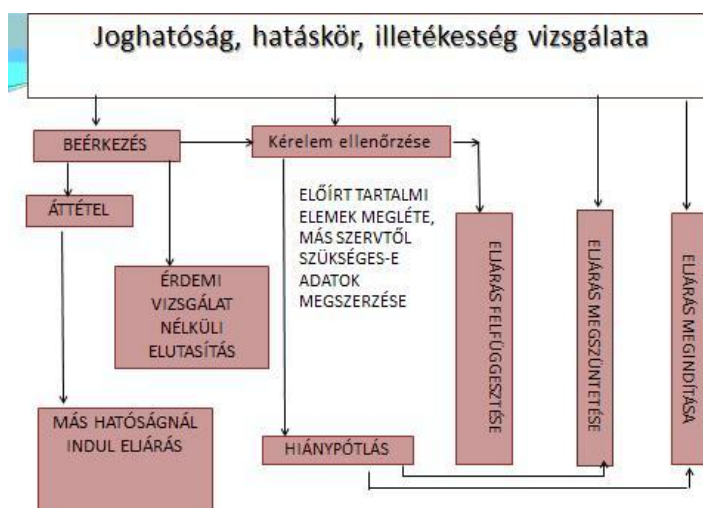 Joghatóság, hatáskör, illetékesség vizsgálata
BEÉRKEZÉS
Kérelem ellenőrzése
ÁTTÉTEL
ELŐÍRT TARTALMI
ELEMEK MEGLÉTE,
MÁS SZERVTŐL
SZÜKSÉGES-E
ADATOK
MEGSZERZÉSE
ÉRDEMI
VIZSGÁLAT
NÉLKÜLI
ELUTASÍTÁS
ELJÁRÁS FELFÜGGESZTÉSE
ELJÁRÁS MEGSZÜNTETÉSE
ELJÁRÁS MEGINDÍTÁSA
MÁS HATÓSÁGNÁL
INDUL ELJÁRÁS
HIÁNYPÓTLÁS